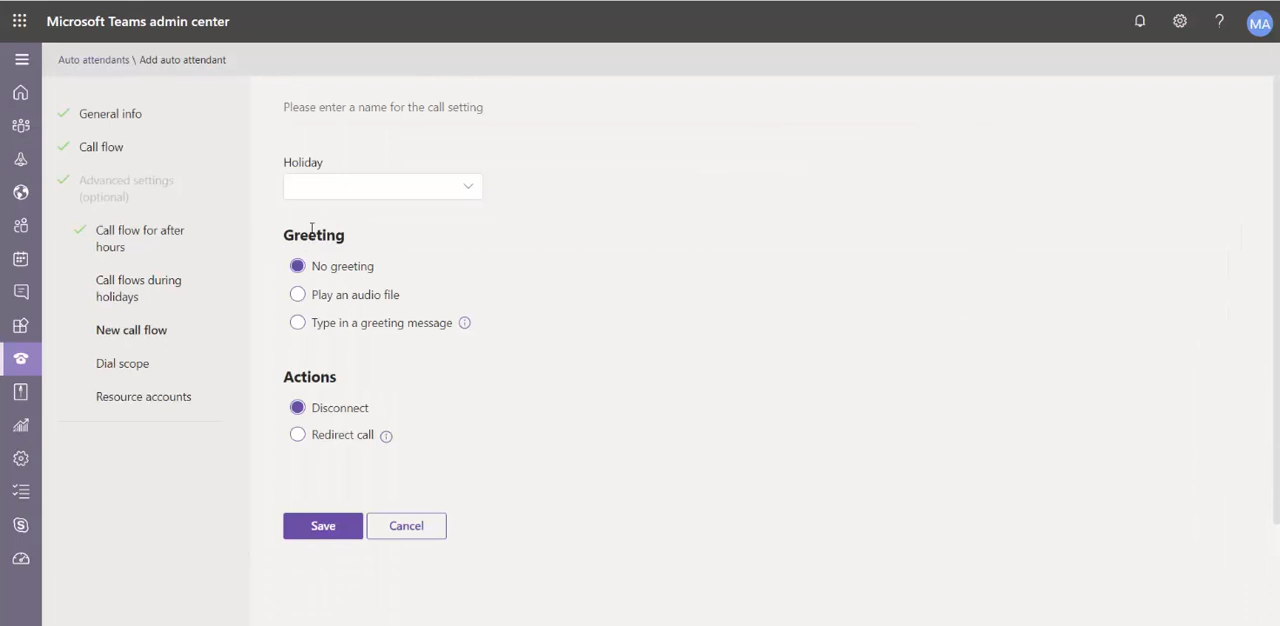 Microsoft Teams admin center
?
MA
Auto attendants \ Add auto attendant
General info
Call flow
Advanced settings
(optional)
Call flow for after
hours
Call flows during
holidays
New call flow
Dial scope
Resource accounts
Please enter a name for the call setting
Holiday
Greeting
No greeting
Play an audio file
Type in a greeting message
Actions
Disconnect
Redirect call
Save
Cancel